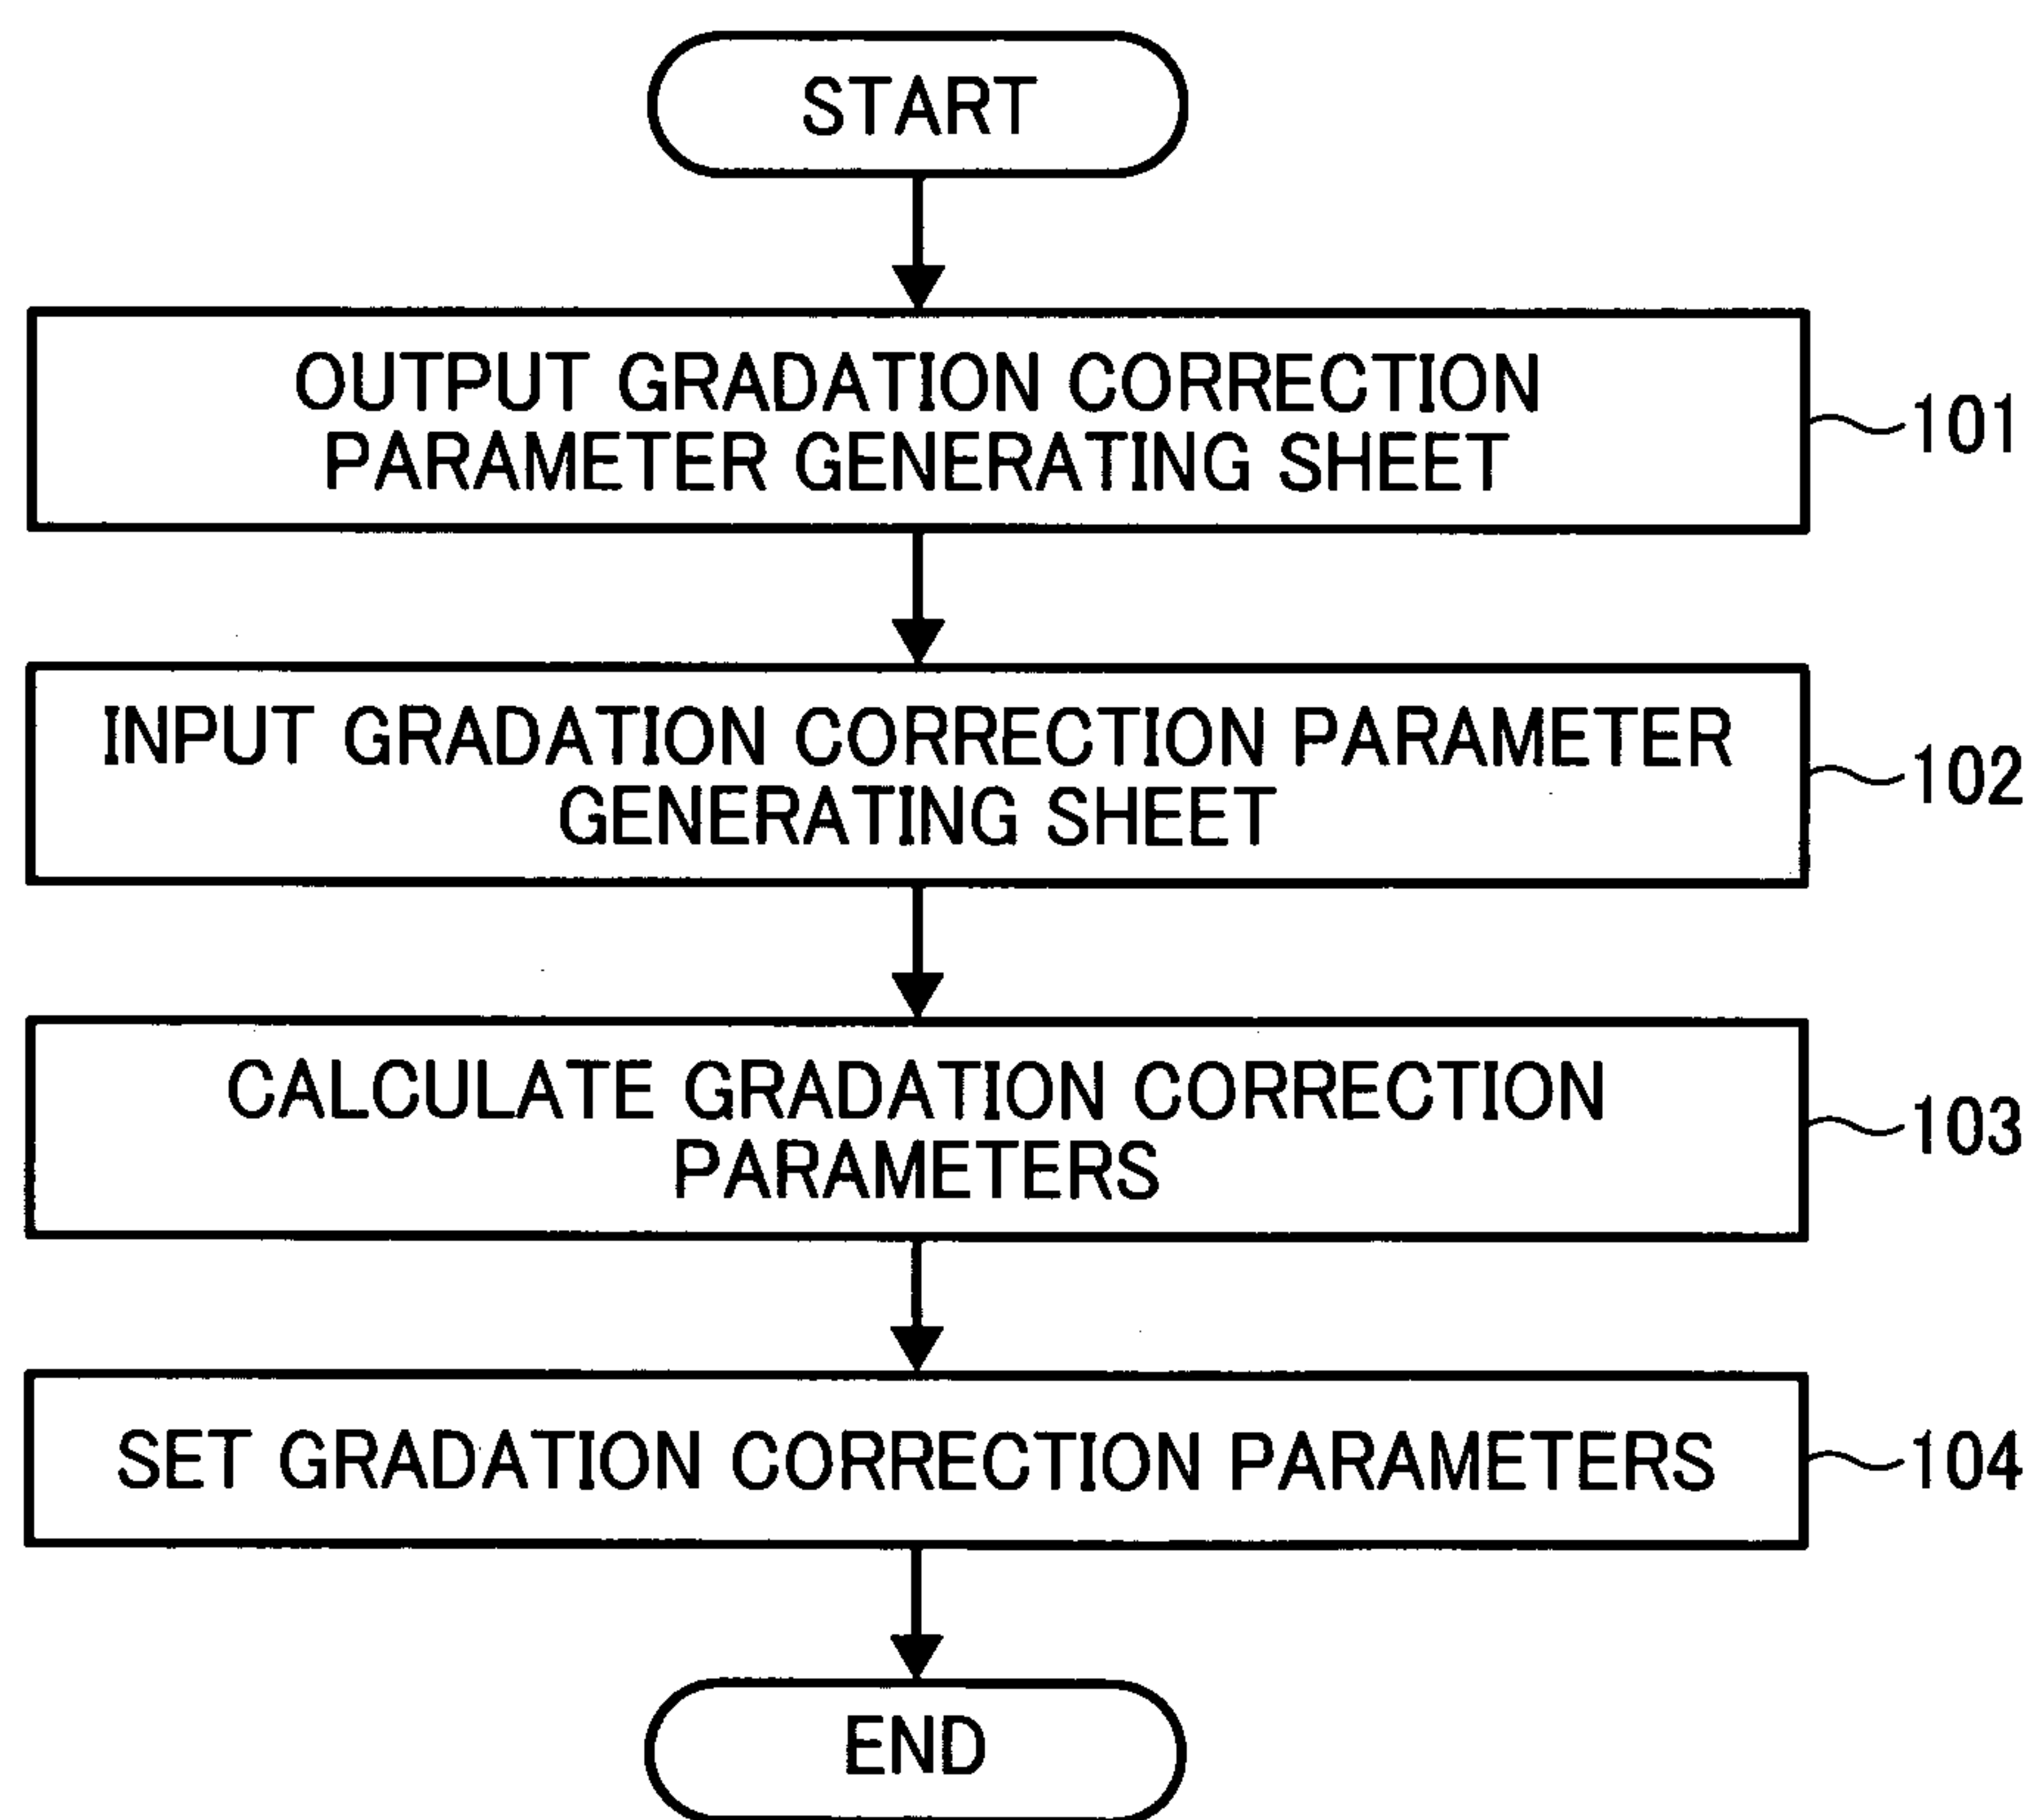 START
OUTPUT GRADATION CORRECTION
PARAMETER GENERATING SHEET
101
INPUT GRADATION CORRECTION PARAMETER
GENERATING SHEET
102
CALCULATE GRADATION CORRECTION
PARAMETERS
103
SET GRADATION CORRECTION PARAMETERS
104
END